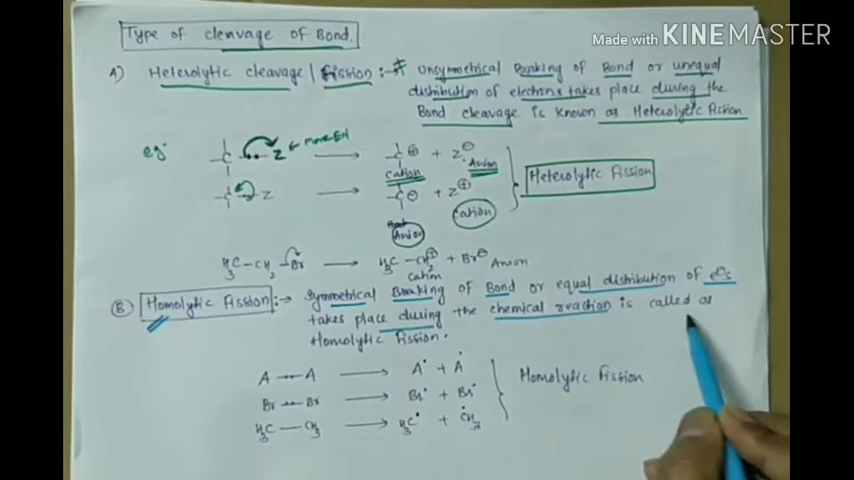 Type of cleavage of Bond.
Made with KINEMASTER
A) Heterolytic cleavage | Fission :- # Unsymetrical Breaking of Bond or unequal
distribution of electrons takes place during the
Bond cleavage is known as Heterolytic Fission
eg: -C-Z more EN → -C⊕ + Z⊖
cation Anion
-C-Z → -C⊖ + Z⊕ Heterolytic Fission
Anion cation
H3C-CH2-Br → H3C-CH2⊕ + Br⊖ Anion
cation
B Homolytic Fission :→ Symmetrical Breaking of Bond or equal distribution of e⊖s
takes place during the chemical reaction is called as
Homolytic Fission.
A-A → A• + A•
Br-Br → Br• + Br• Homolytic Fission
H3C-CH3 → H3C• + •CH3